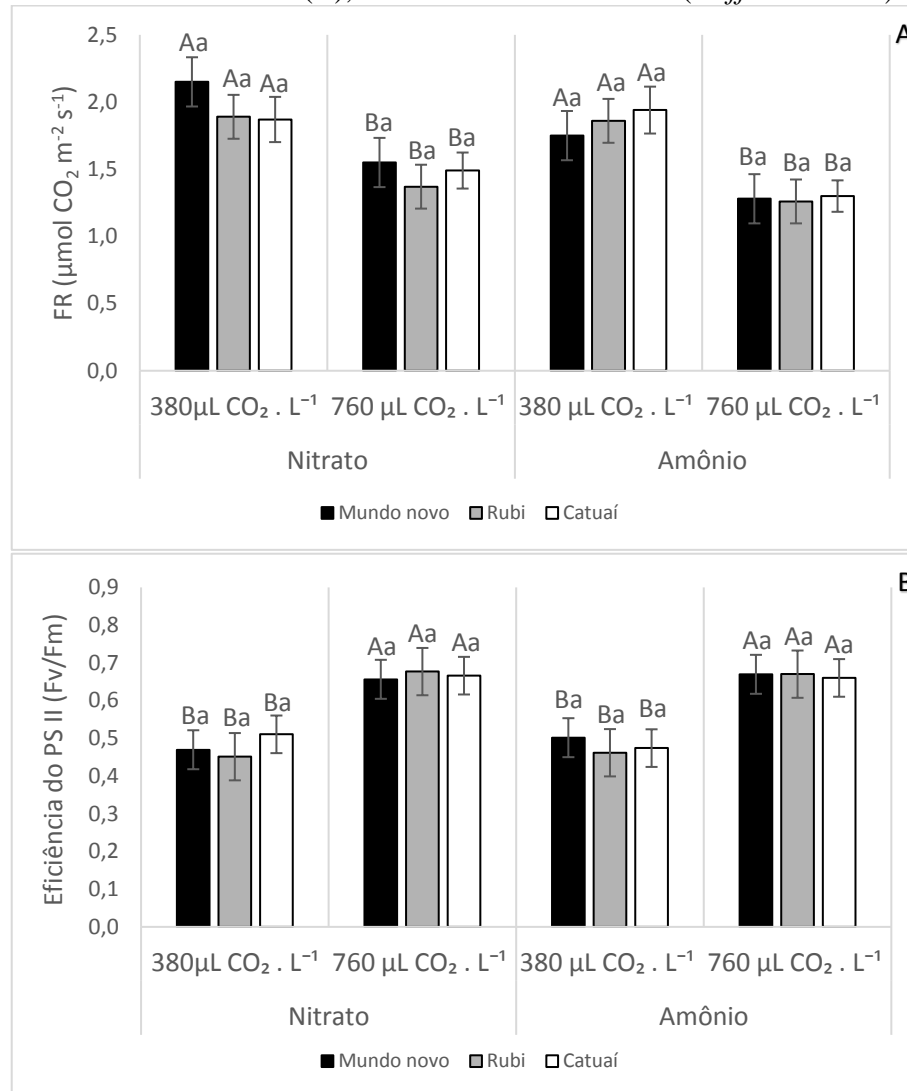 A
2,5
2,0
1,5
1,0
0,5
0,0
FR (µmol CO₂ m⁻² s⁻¹)
Aa Aa Aa Ba Ba Ba Aa Aa Aa Ba Ba Ba
380µL CO₂ . L⁻¹ 760 µL CO₂ . L⁻¹ 380 µL CO₂ . L⁻¹ 760 µL CO₂ . L⁻¹
Nitrato Amônio
Mundo novo Rubi Catuaí
B
0,9
0,8
0,7
0,6
0,5
0,4
0,3
0,2
0,1
0,0
Eficiência do PS II (Fv/Fm)
Ba Ba Ba Aa Aa Aa Ba Ba Ba Aa Aa Aa
380µL CO₂ . L⁻¹ 760 µL CO₂ . L⁻¹ 380 µL CO₂ . L⁻¹ 760 µL CO₂ . L⁻¹
Nitrato Amônio
Mundo novo Rubi Catuaí